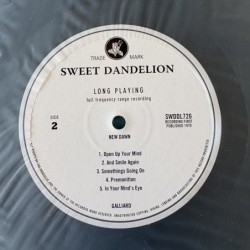 TRADE MARK
SWEET DANDELION
LONG PLAYING
full frequency range recording
SIDE
2
SWDDL726
RECORDING FIRST
PUBLISHED 1970
NEW DAWN
1. Open Up Your Mind
2. And Smile Again
3. Somethings Going On
4. Premonition
5. In Your Mind's Eye
GALLIARD